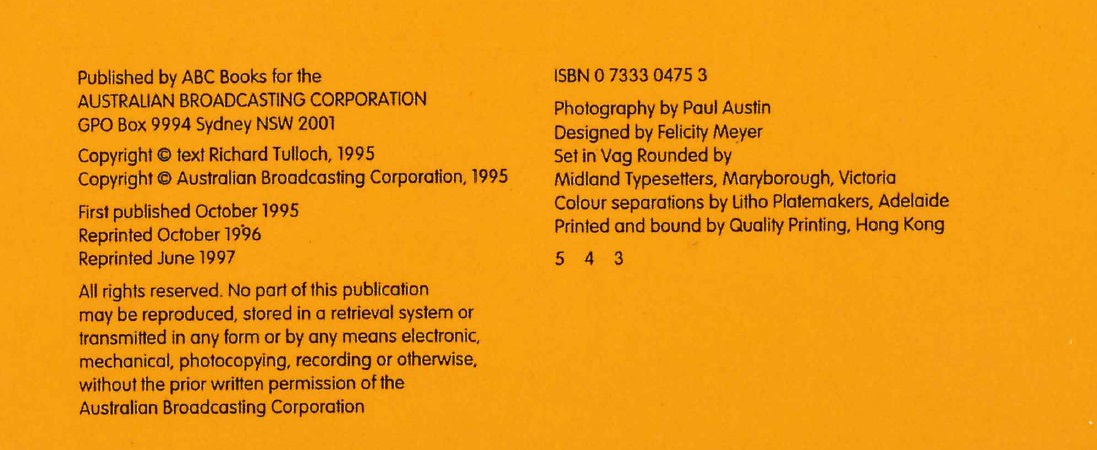 Published by ABC Books for the
AUSTRALIAN BROADCASTING CORPORATION
GPO Box 9994 Sydney NSW 2001
Copyright © text Richard Tulloch, 1995
Copyright © Australian Broadcasting Corporation, 1995
First published October 1995
Reprinted October 1996
Reprinted June 1997
All rights reserved. No part of this publication
may be reproduced, stored in a retrieval system or
transmitted in any form or by any means electronic,
mechanical, photocopying, recording or otherwise,
without the prior written permission of the
Australian Broadcasting Corporation
ISBN 0 7333 0475 3
Photography by Paul Austin
Designed by Felicity Meyer
Set in Vag Rounded by
Midland Typesetters, Maryborough, Victoria
Colour separations by Litho Platemakers, Adelaide
Printed and bound by Quality Printing, Hong Kong
5 4 3